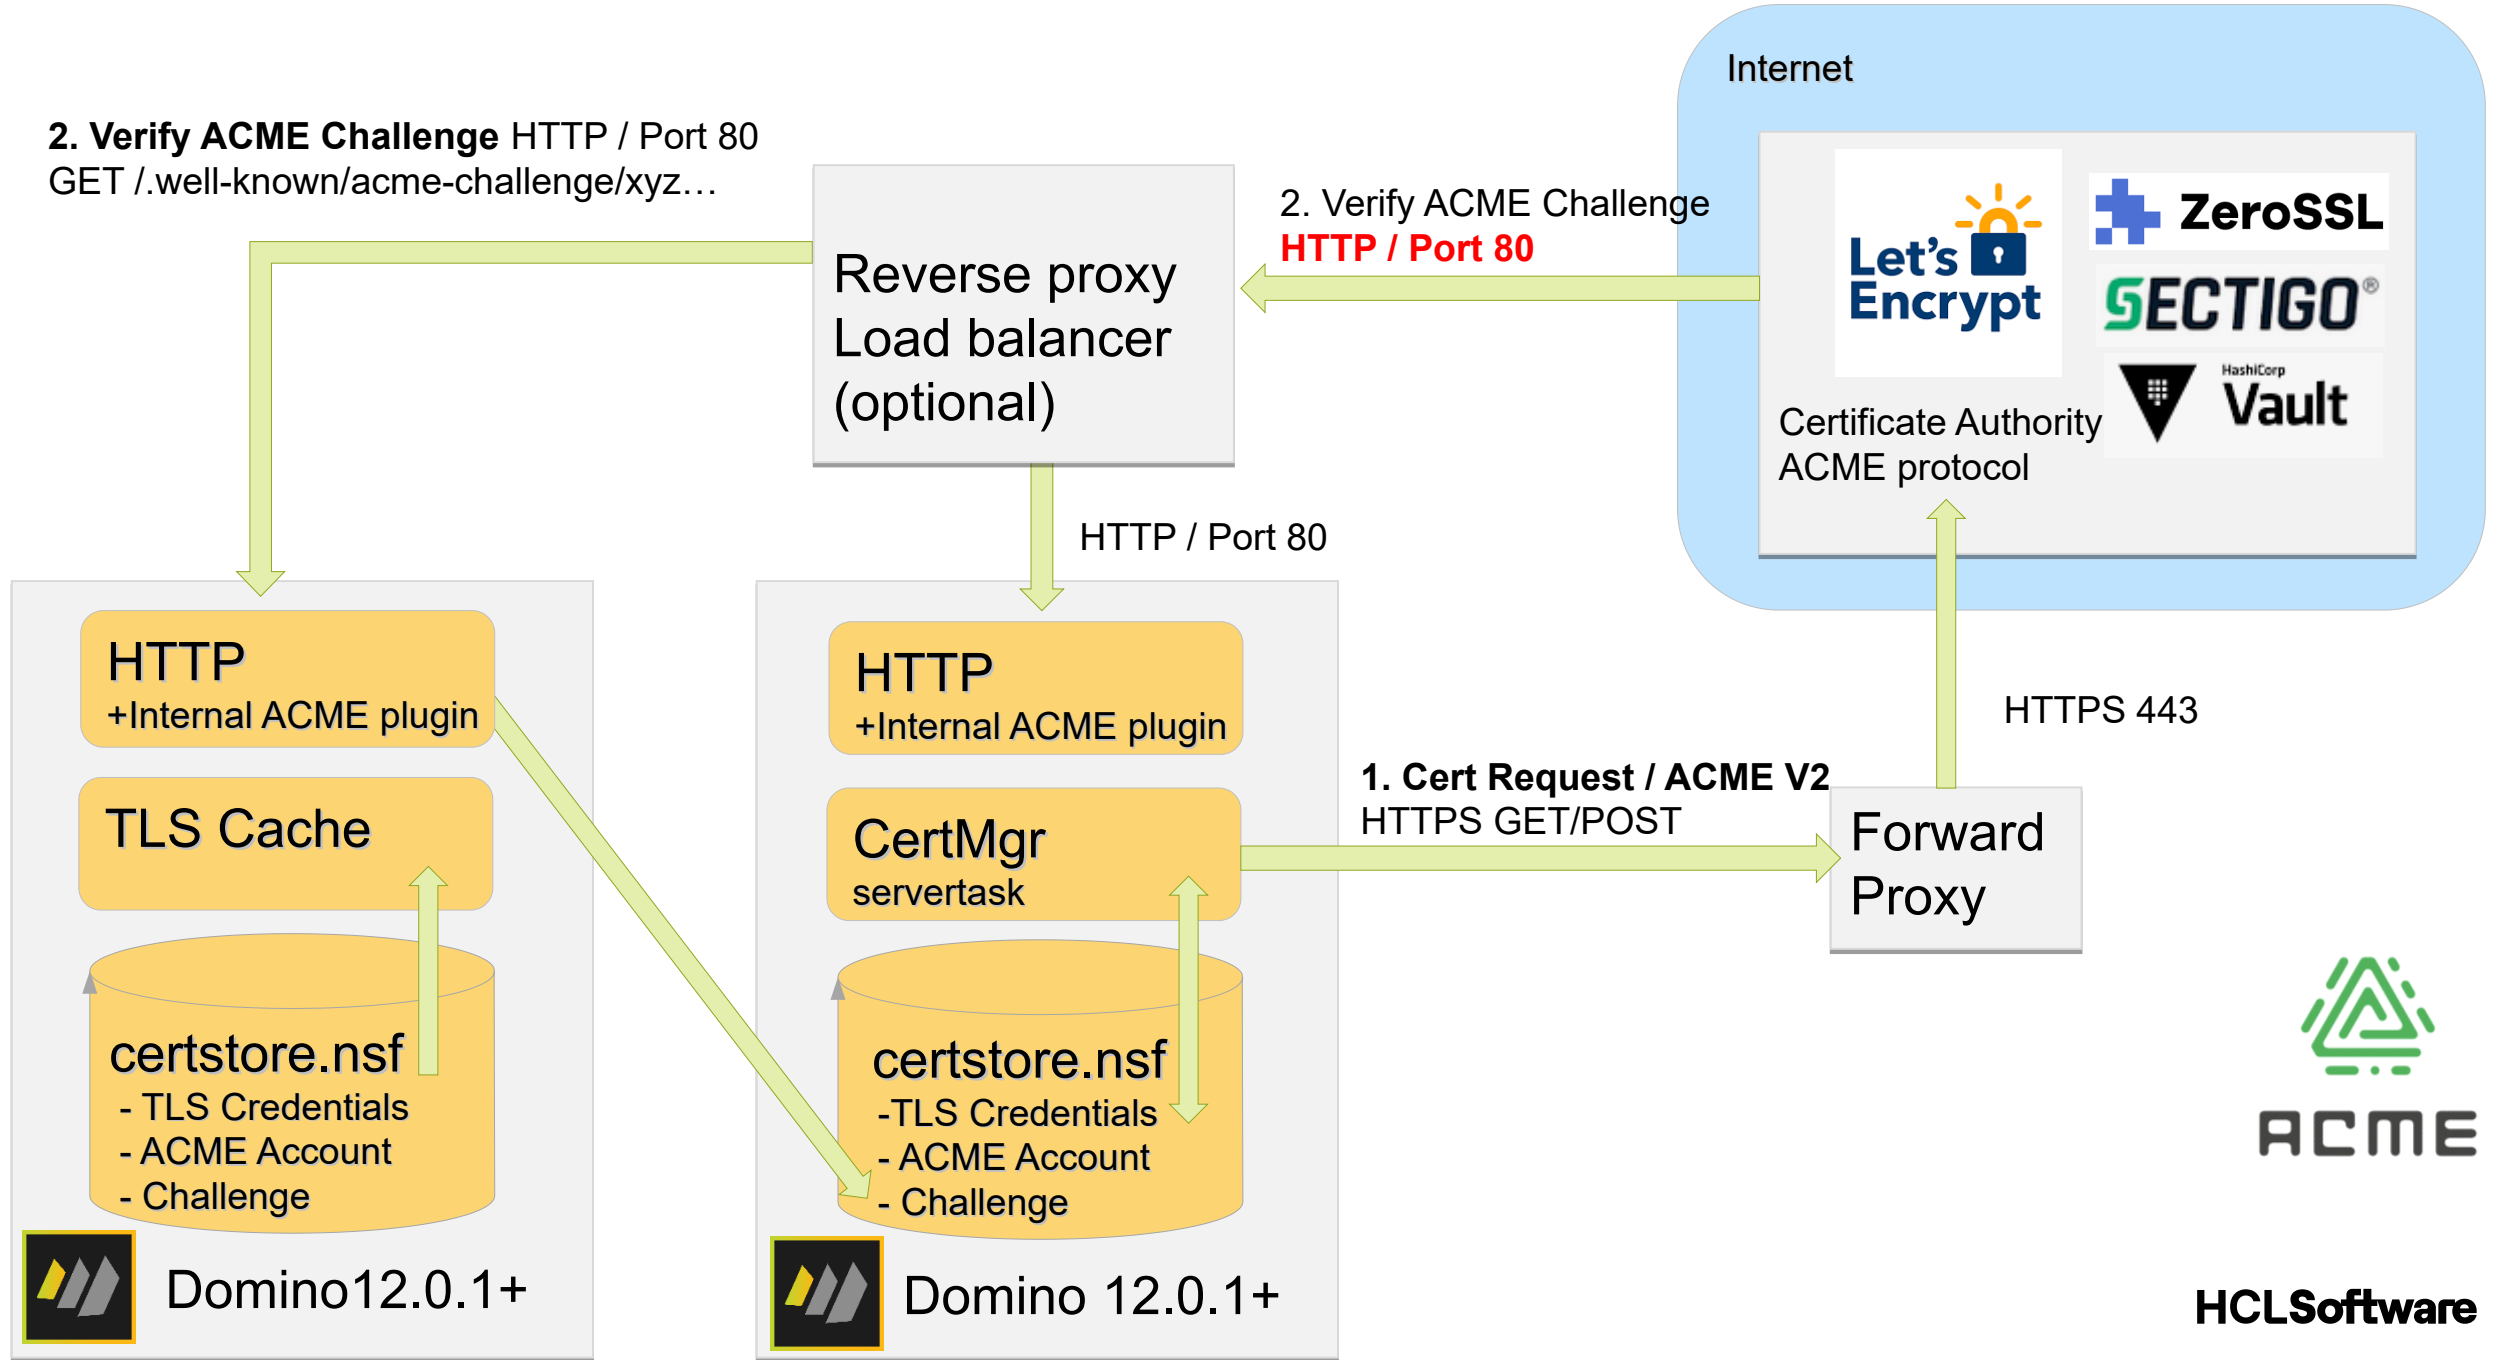 Internet
2. Verify ACME Challenge HTTP / Port 80
GET /.well-known/acme-challenge/xyz…
Reverse proxy
Load balancer
(optional)
2. Verify ACME Challenge
HTTP / Port 80
Let's
Encrypt
ZeroSSL
SECTIGO®
HashiCorp
Vault
Certificate Authority
ACME protocol
HTTP / Port 80
HTTPS 443
HTTP
+Internal ACME plugin
TLS Cache
certstore.nsf
- TLS Credentials
- ACME Account
- Challenge
Domino12.0.1+
HTTP
+Internal ACME plugin
CertMgr
servertask
certstore.nsf
-TLS Credentials
- ACME Account
- Challenge
Domino 12.0.1+
1. Cert Request / ACME V2
HTTPS GET/POST
Forward
Proxy
ACME
HCLSoftware